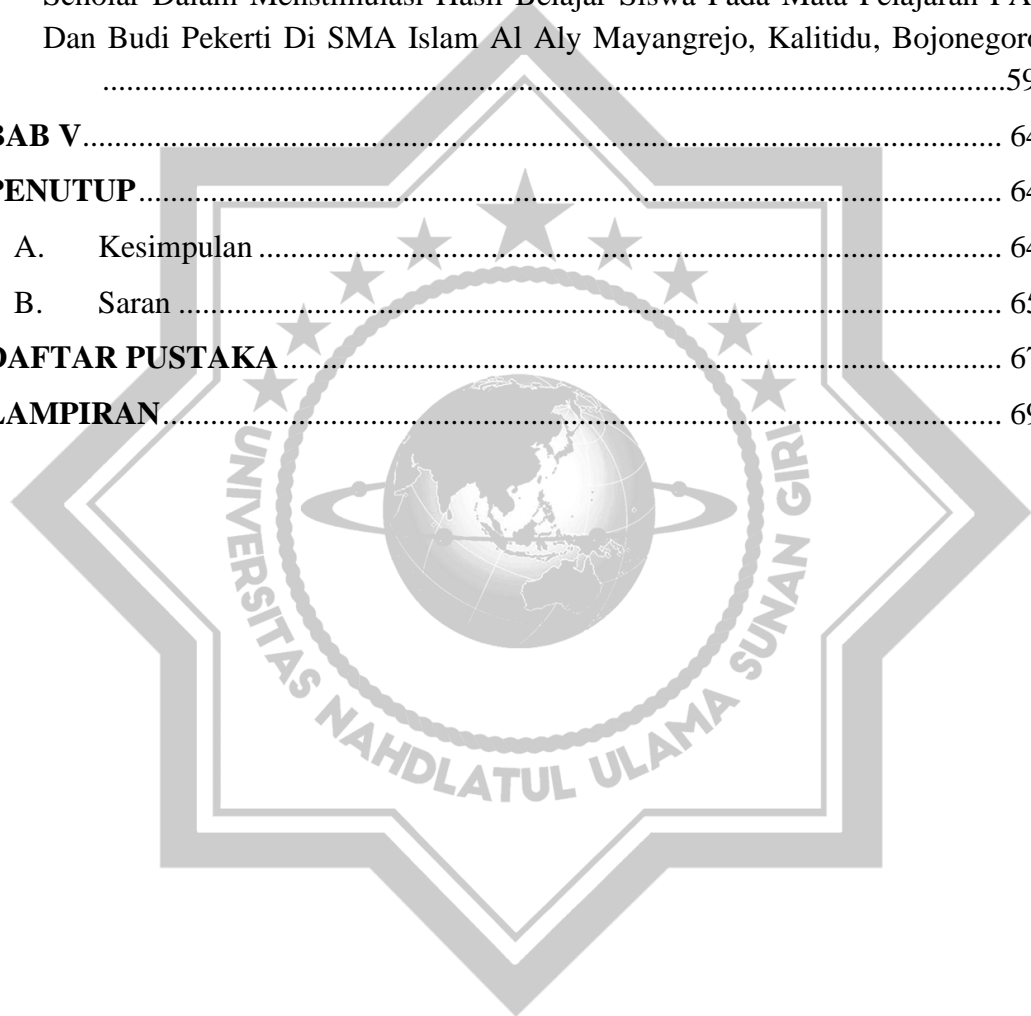 Scholar Dalam Menstimulasi Hasil Belajar Siswa Pada Mata Pelajaran PA
Dan Budi Pekerti Di SMA Islam Al Aly Mayangrejo, Kalitidu, Bojonegoro
........................................................................................................................59
BAB V........................................................................................................................ 64
PENUTUP................................................................................................................ 64
A. Kesimpulan ................................................................................................ 64
B. Saran ........................................................................................................... 65
DAFTAR PUSTAKA ............................................................................................. 67
LAMPIRAN............................................................................................................. 69
UNIVERSITAS NAHDLATUL ULAMA SUNAN GIRI